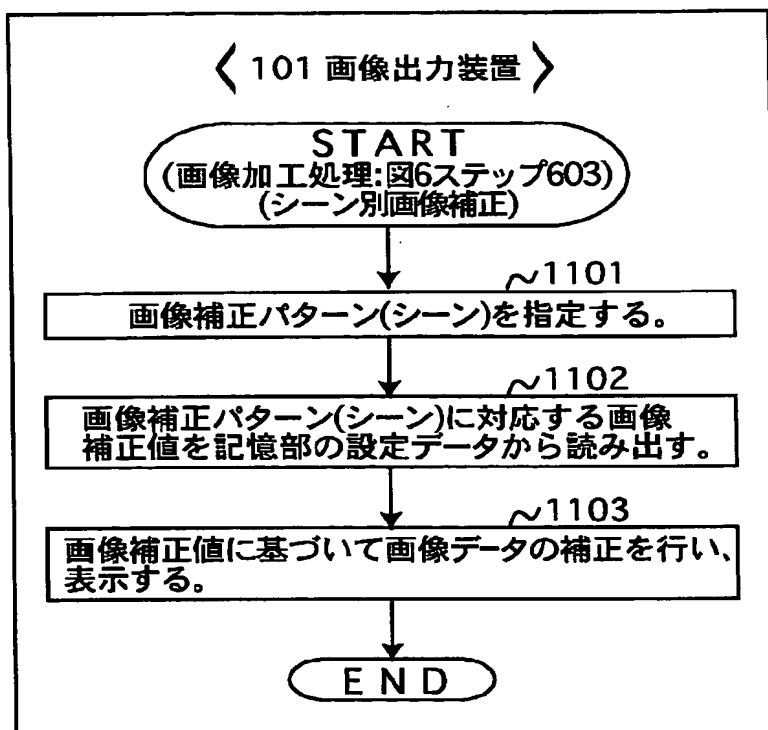 〈101 画像出力装置〉
START
(画像加工処理:図6ステップ603)
(シーン別画像補正)
~1101
画像補正パターン(シーン)を指定する。
~1102
画像補正パターン(シーン)に対応する画像
補正値を記憶部の設定データから読み出す。
~1103
画像補正値に基づいて画像データの補正を行い、
表示する。
END